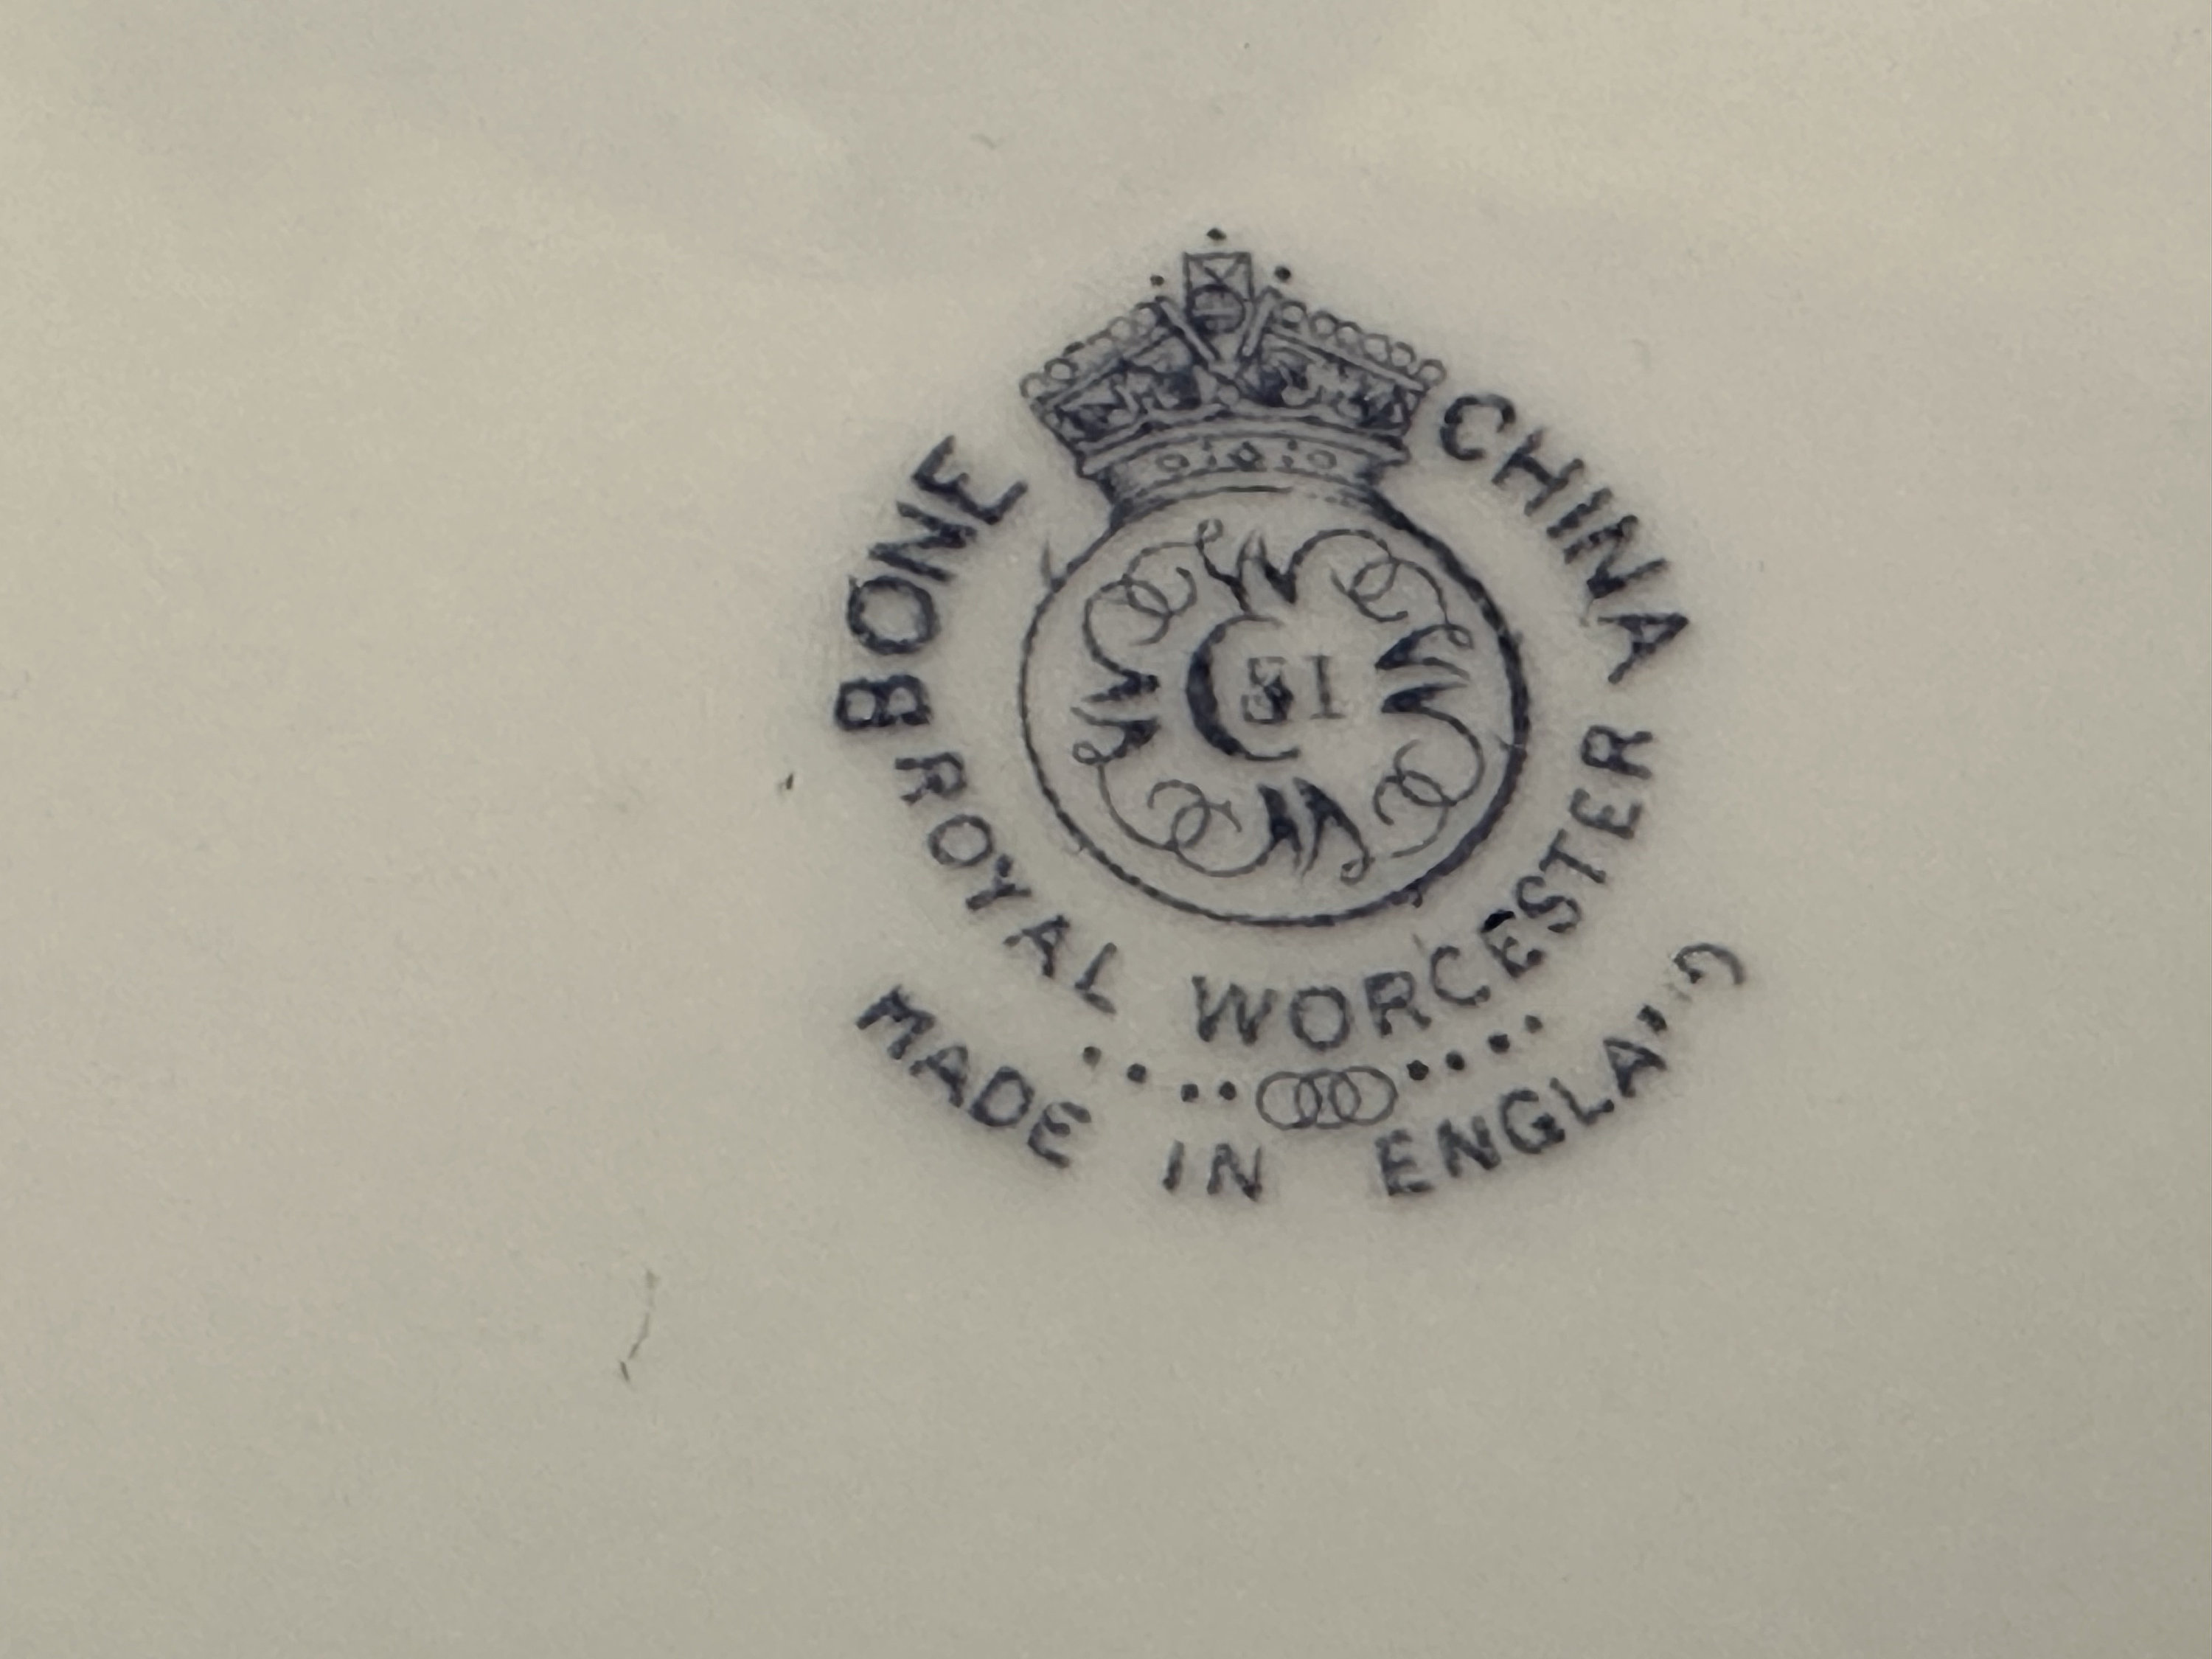 BONE CHINA
51
ROYAL WORCESTER
MADE IN ENGLAND